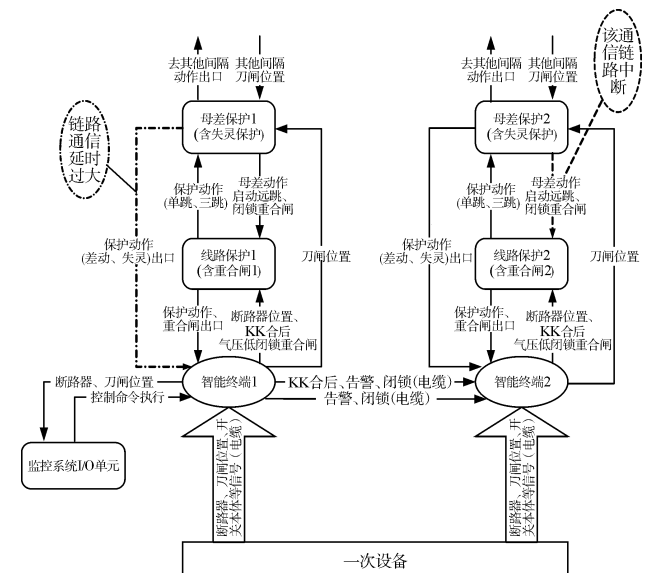 去其他间隔
动作出口
其他间隔
刀闸位置
去其他间隔
动作出口
其他间隔
刀闸位置
该通
信链
路中
断
链路
通信
延时
过大
母差保护1
(含失灵保护)
母差保护2
(含失灵保护)
保护动作
(单跳、三跳)
母差动作
启动远跳、
闭锁重合闸
保护动作
(单跳、三跳)
母差动作
启动远跳、
闭锁重合闸
保护动作
(差动、失灵)出口
线路保护1
(含重合闸1)
刀闸位置
保护动作
(差动、失灵)出口
线路保护2
(含重合闸2)
刀闸位置
保护动作、
重合闸出口
断路器位置、
KK合后
气压低闭锁重合闸
保护动作、
重合闸出口
断路器位置、
KK合后
气压低闭锁重合闸
断路器、刀闸位置
控制命令执行
智能终端1
KK合后、告警、闭锁(电缆)
告警、闭锁(电缆)
智能终端2
监控系统I/O单元
断路器、刀闸位置、开
关本体等信号(电缆)
断路器、刀闸位置、开
关本体等信号(电缆)
一次设备